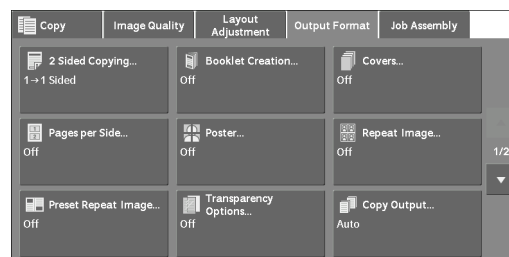 Copy
Image Quality
Layout
Adjustment
Output Format
Job Assembly
2 Sided Copying...
1→1 Sided
Booklet Creation...
Off
Covers...
Off
Pages per Side...
Off
Poster...
Off
Repeat Image...
Off
1/2
Preset Repeat Image...
Off
Transparency
Options...
Off
Copy Output...
Auto